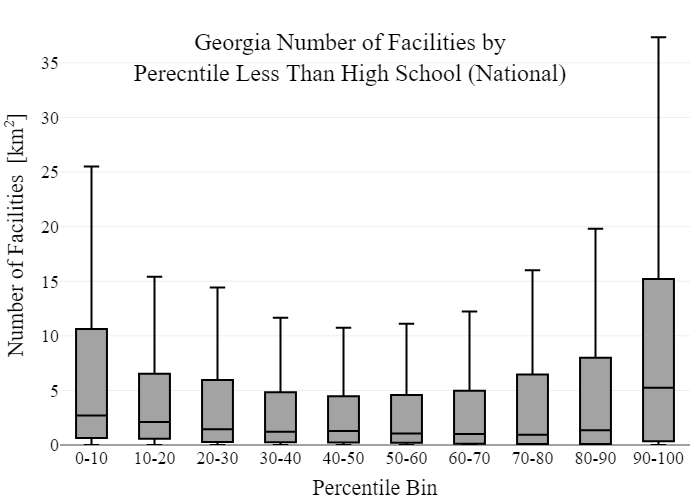 Georgia Number of Facilities by
Perecntile Less Than High School (National)
Number of Facilities [km²]
35
30
25
20
15
10
5
0
0-10 10-20 20-30 30-40 40-50 50-60 60-70 70-80 80-90 90-100
Percentile Bin